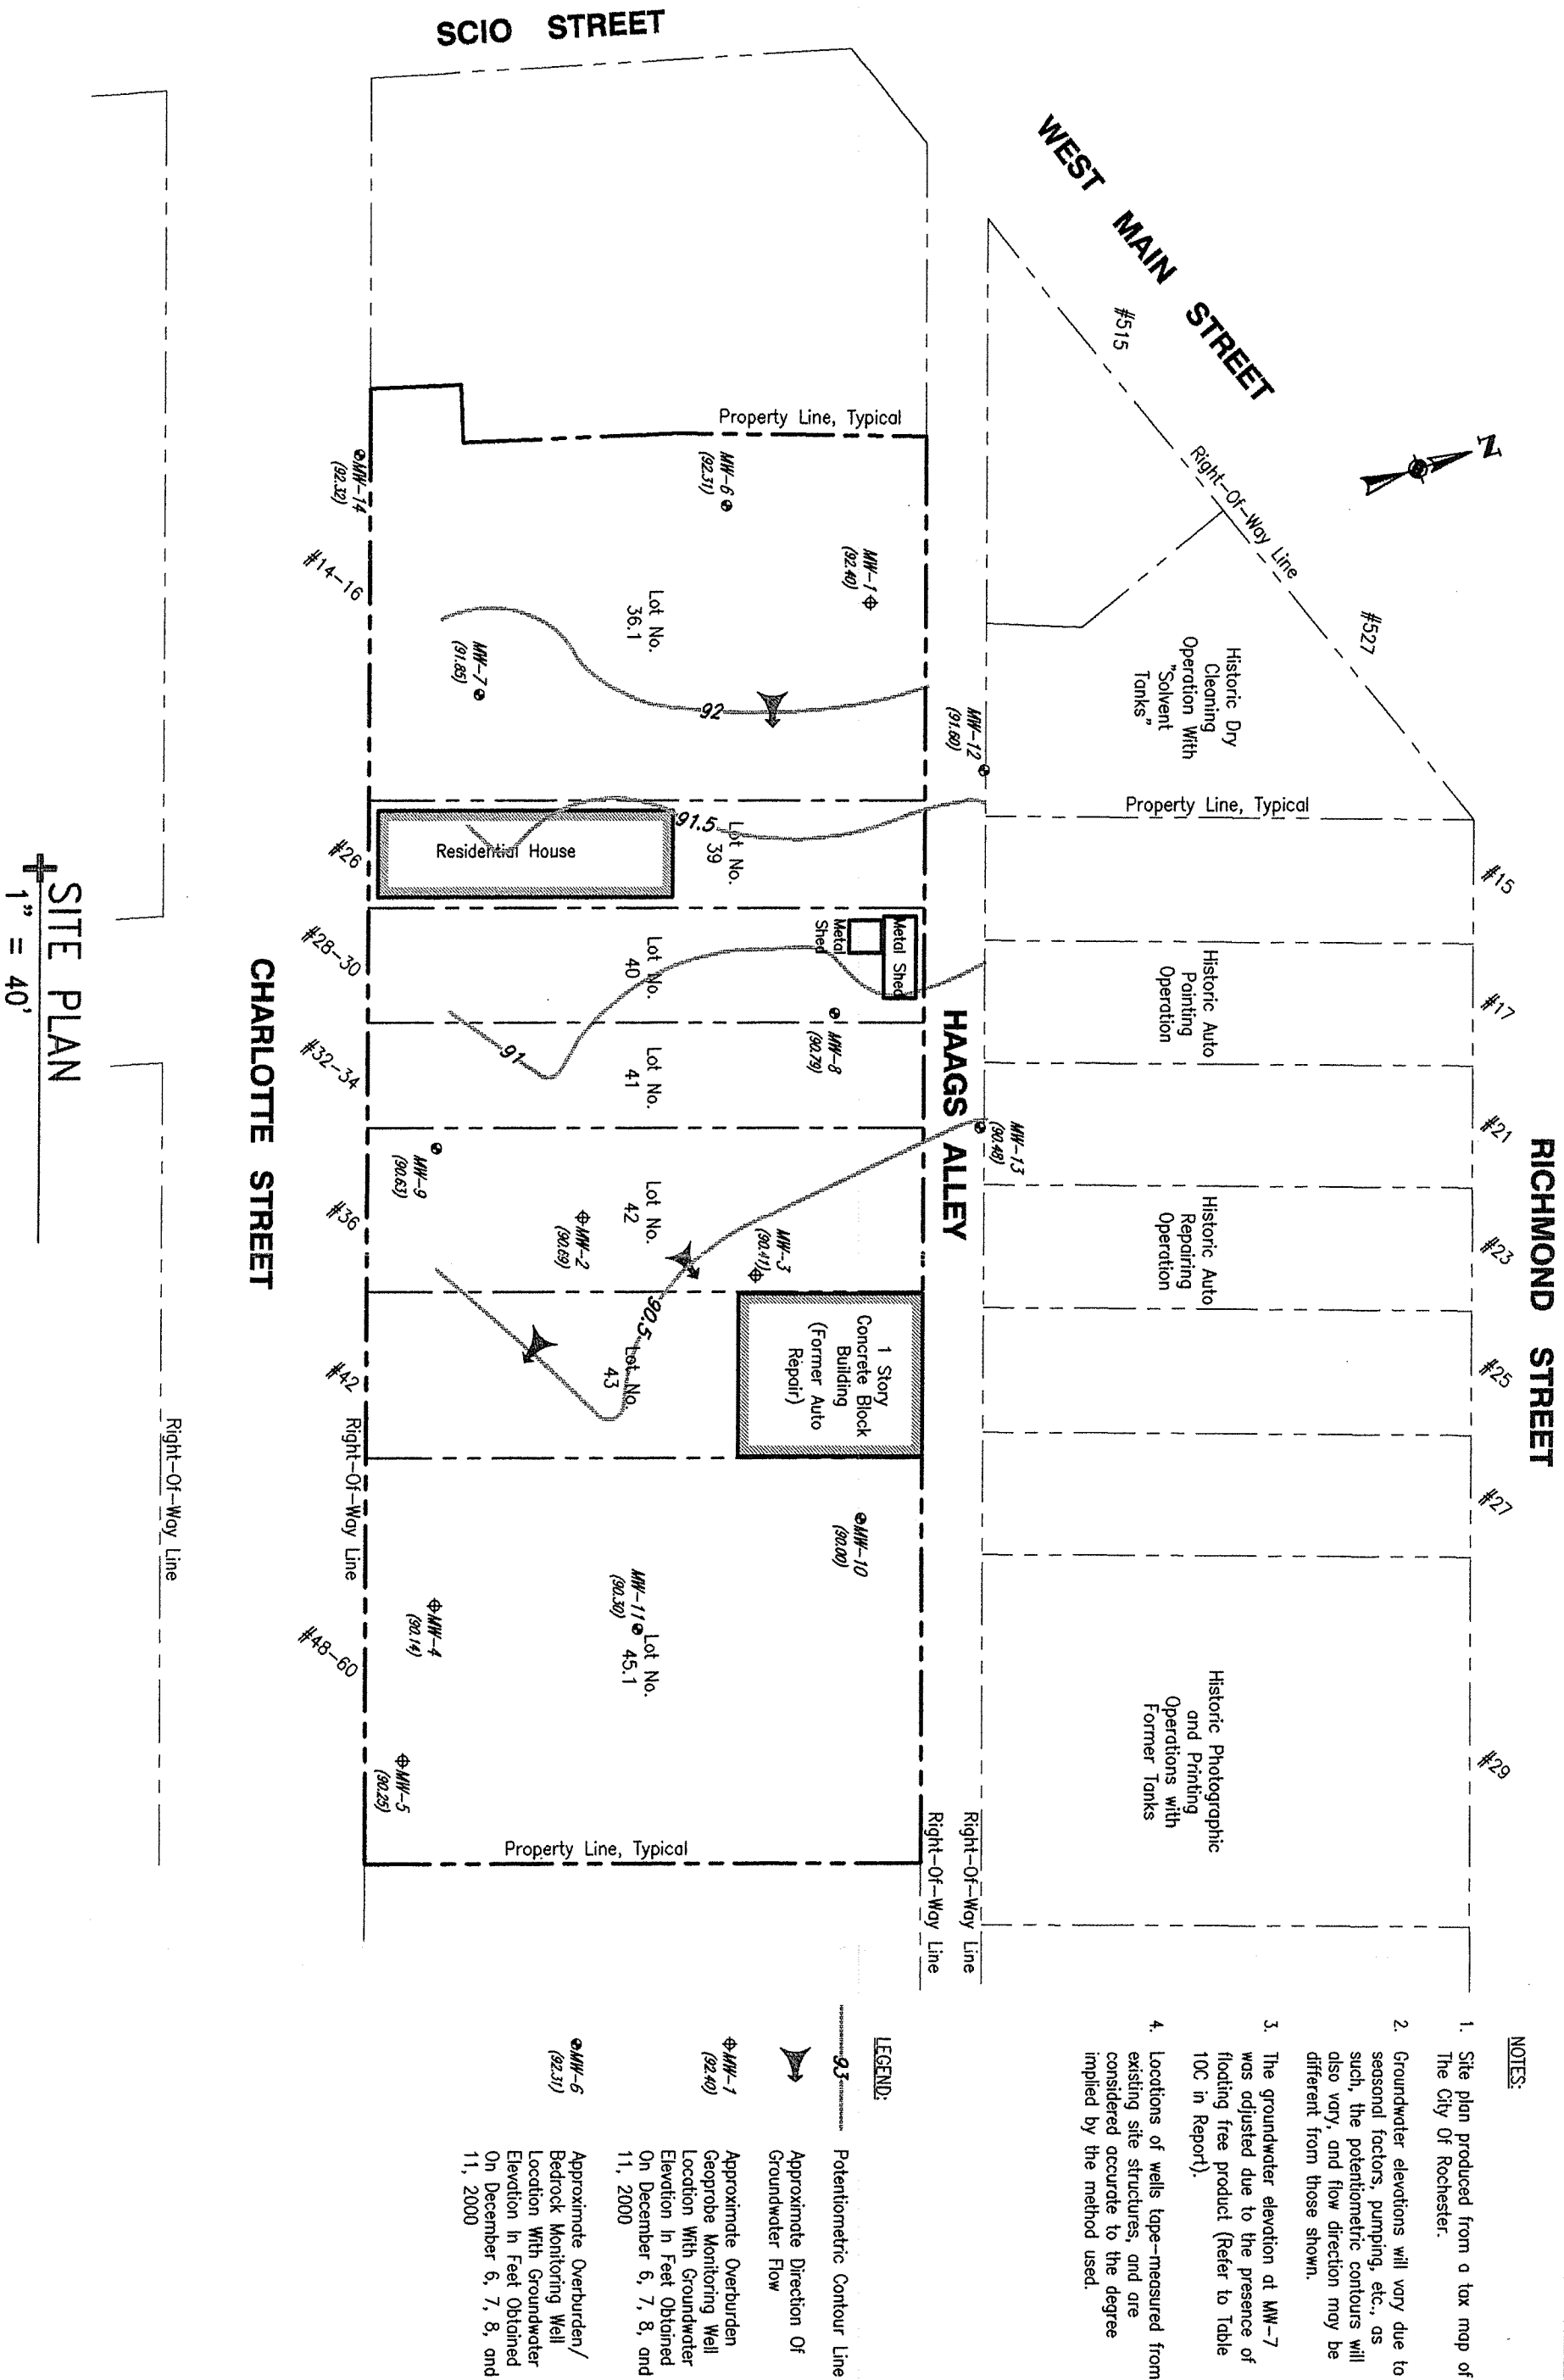 SCIO STREET
WEST MAIN STREET
#515
#527
N
Right-Of-Way Line
Property Line, Typical
MW-14
(92.32)
MW-6
(92.31)
MW-1
(92.40)
#14-16
Lot No.
36.1
MW-7
(91.85)
92
MW-12
(91.60)
Historic Dry
Cleaning
Operation With
"Solvent
Tanks"
Property Line, Typical
#26
Residential House
91.5
Lot No.
39
#15
#28-30
Lot No.
40
Metal
Shed
Metal Shed
Historic Auto
Painting
Operation
#17
#32-34
91
Lot No.
41
MW-8
(90.79)
HAAGS ALLEY
MW-13
(90.48)
#21
RICHMOND STREET
CHARLOTTE STREET
SITE PLAN
1" = 40'
MW-9
(90.63)
#36
MW-2
(90.69)
Lot No.
42
MW-3
(90.41)
Historic Auto
Repairing
Operation
#23
90.5
Lot No.
43
#42
1 Story
Concrete Block
Building
(Former Auto
Repair)
#25
Right-Of-Way Line
Right-Of-Way Line
#27
MW-10
(90.00)
MW-11
(90.30)
Lot No.
45.1
MW-4
(90.14)
#48-60
MW-5
(90.25)
Historic Photographic
and Printing
Operations with
Former Tanks
#29
Property Line, Typical
Right-Of-Way Line
Right-Of-Way Line
NOTES:
1. Site plan produced from a tax map of
The City Of Rochester.
2. Groundwater elevations will vary due to
seasonal factors, pumping, etc., as
such, the potentiometric contours will
also vary, and flow direction may be
different from those shown.
3. The groundwater elevation at MW-7
was adjusted due to the presence of
floating free product (Refer to Table
10C in Report).
4. Locations of wells tape-measured from
existing site structures, and are
considered accurate to the degree
implied by the method used.
LEGEND:
93 Potentiometric Contour Line
Approximate Direction Of
Groundwater Flow
MW-1
(92.40)
Approximate Overburden
Geoprobe Monitoring Well
Location With Groundwater
Elevation In Feet Obtained
On December 6, 7, 8, and
11, 2000
MW-6
(92.31)
Approximate Overburden/
Bedrock Monitoring Well
Location With Groundwater
Elevation In Feet Obtained
On December 6, 7, 8, and
11, 2000